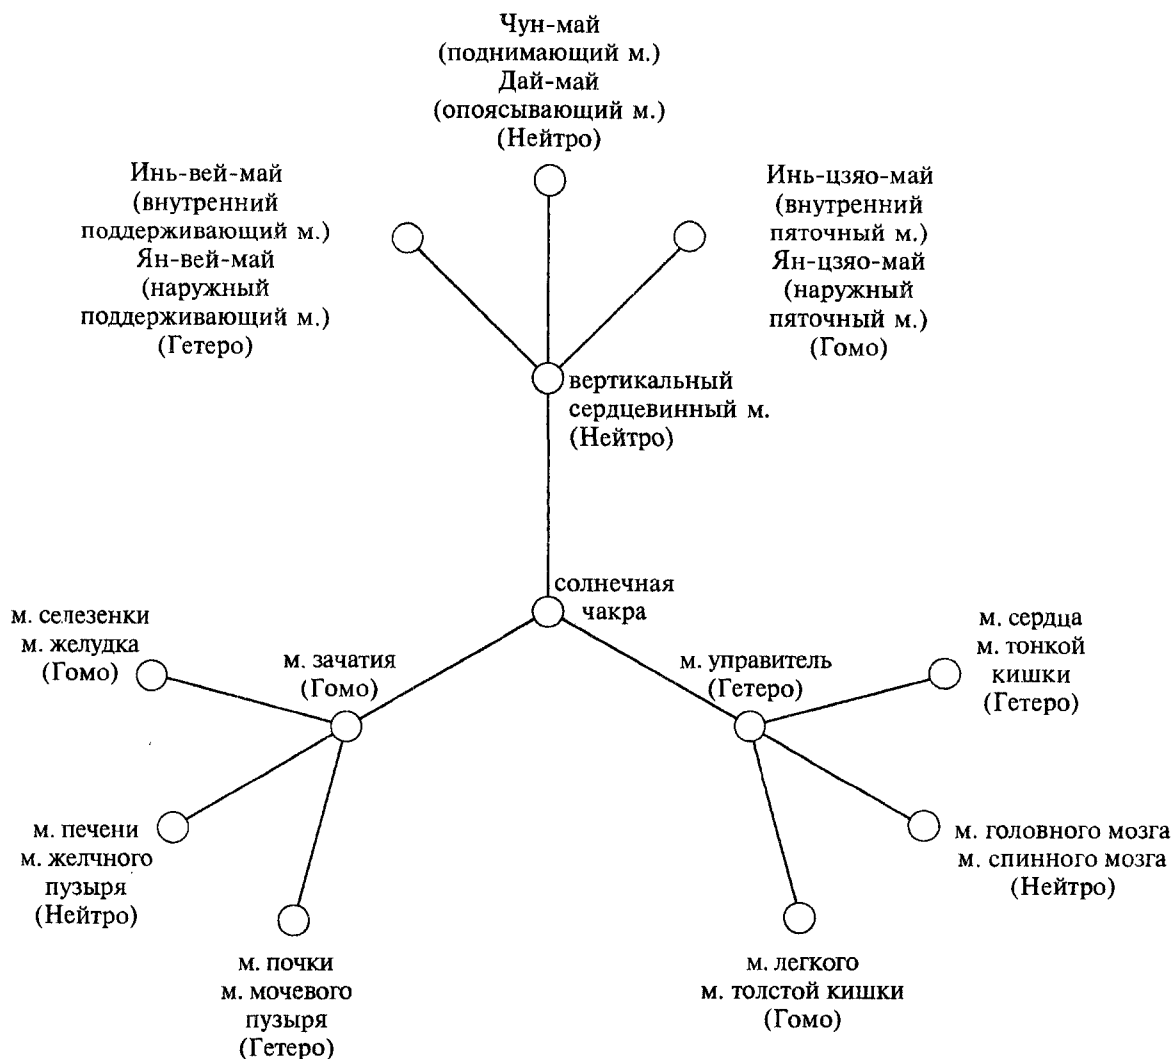 Чун-май
(поднимающий м.)
Дай-май
(опоясывающий м.)
(Нейтро)
Инь-вей-май
(внутренний
поддерживающий м.)
Ян-вей-май
(наружный
поддерживающий м.)
(Гетеро)
Инь-цзяо-май
(внутренний
пяточный м.)
Ян-цзяо-май
(наружный
пяточный м.)
(Гомо)
вертикальный
сердцевинный м.
(Нейтро)
солнечная
чакра
м. селезенки
м. желудка
(Гомо)
м. зачатия
(Гомо)
м. управитель
(Гетеро)
м. сердца
м. тонкой
кишки
(Гетеро)
м. печени
м. желчного
пузыря
(Нейтро)
м. головного мозга
м. спинного мозга
(Нейтро)
м. почки
м. мочевого
пузыря
(Гетеро)
м. легкого
м. толстой кишки
(Гомо)